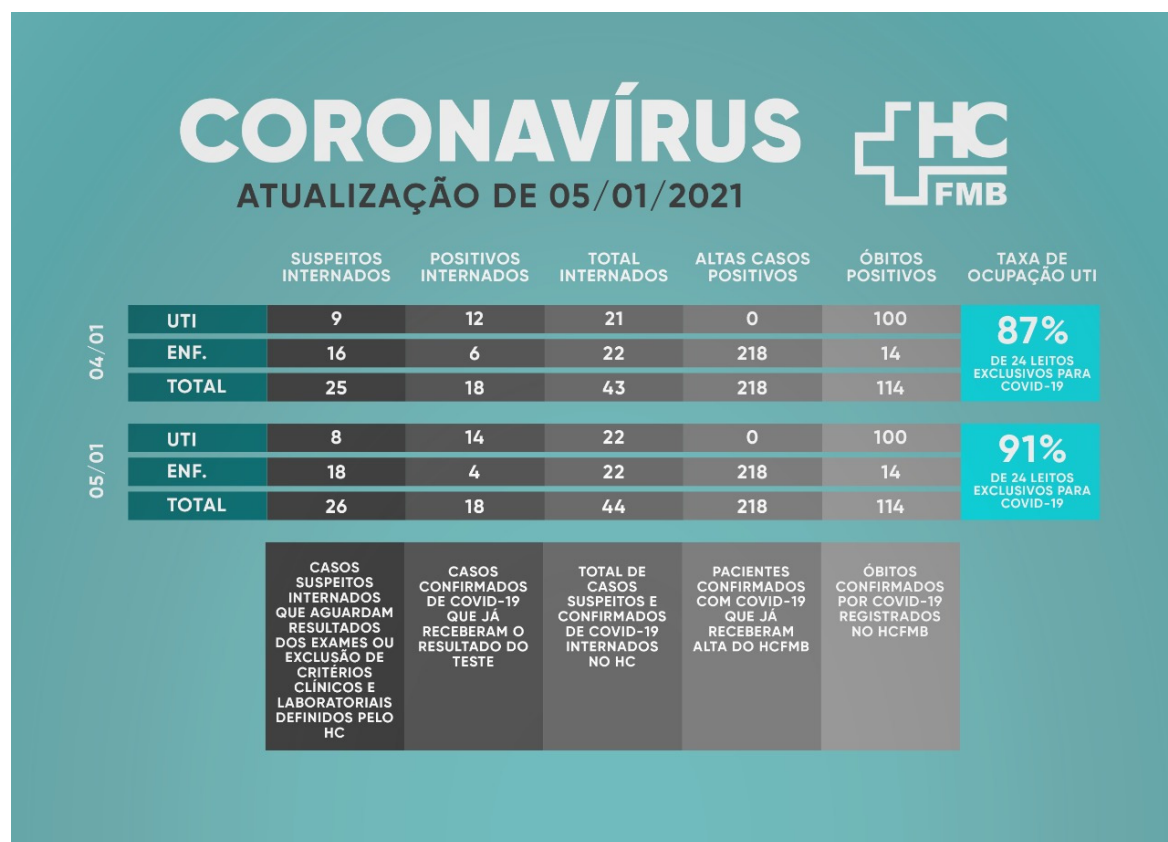 CORONAVÍRUS
HC
FMB
ATUALIZAÇÃO DE 05/01/2021
SUSPEITOS
INTERNADOS
POSITIVOS
INTERNADOS
TOTAL
INTERNADOS
ALTAS CASOS
POSITIVOS
ÓBITOS
POSITIVOS
TAXA DE
OCUPAÇÃO UTI
04/01
UTI 9 12 21 0 100
ENF. 16 6 22 218 14
TOTAL 25 18 43 218 114
87%
DE 24 LEITOS
EXCLUSIVOS PARA
COVID-19
05/01
UTI 8 14 22 0 100
ENF. 18 4 22 218 14
TOTAL 26 18 44 218 114
91%
DE 24 LEITOS
EXCLUSIVOS PARA
COVID-19
CASOS
SUSPEITOS
INTERNADOS
QUE AGUARDAM
RESULTADOS
DOS EXAMES OU
EXCLUSÃO DE
CRITÉRIOS
CLÍNICOS E
LABORATORIAIS
DEFINIDOS PELO
HC
CASOS
CONFIRMADOS
DE COVID-19
QUE JÁ
RECEBERAM O
RESULTADO DO
TESTE
TOTAL DE
CASOS
SUSPEITOS E
CONFIRMADOS
DE COVID-19
INTERNADOS
NO HC
PACIENTES
CONFIRMADOS
COM COVID-19
QUE JÁ
RECEBERAM
ALTA DO HCFMB
ÓBITOS
CONFIRMADOS
POR COVID-19
REGISTRADOS
NO HCFMB